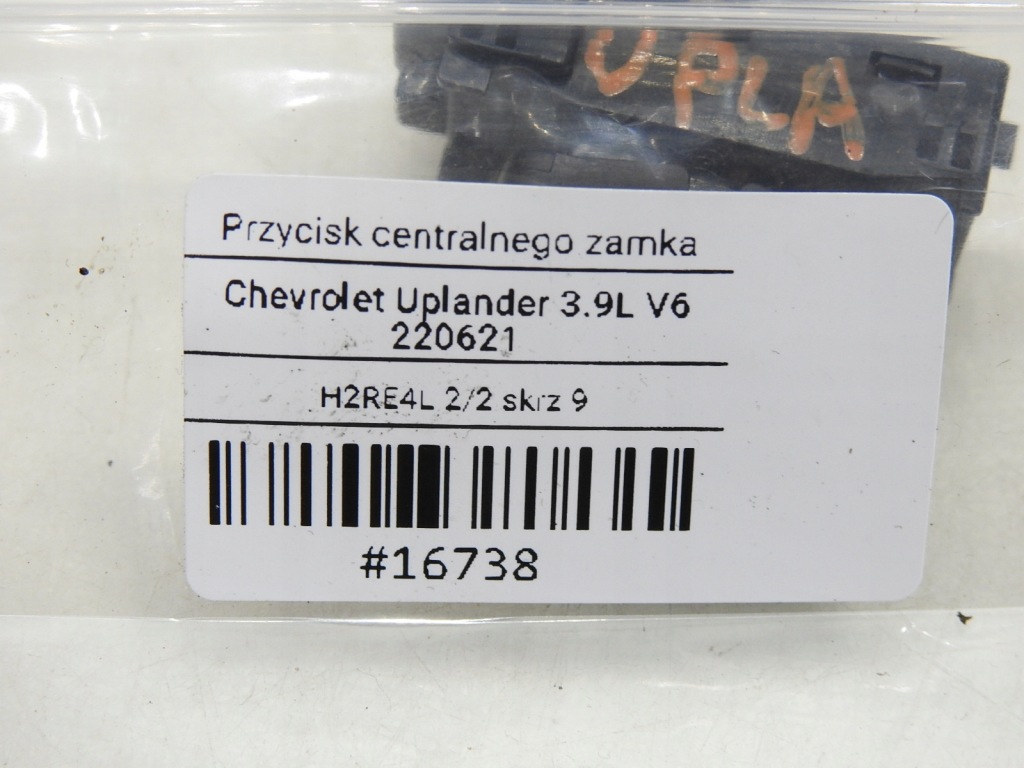 UPLA
Przycisk centralnego zamka
Chevrolet Uplander 3.9L V6
220621
H2RE4L 2/2 skrz 9
#16738